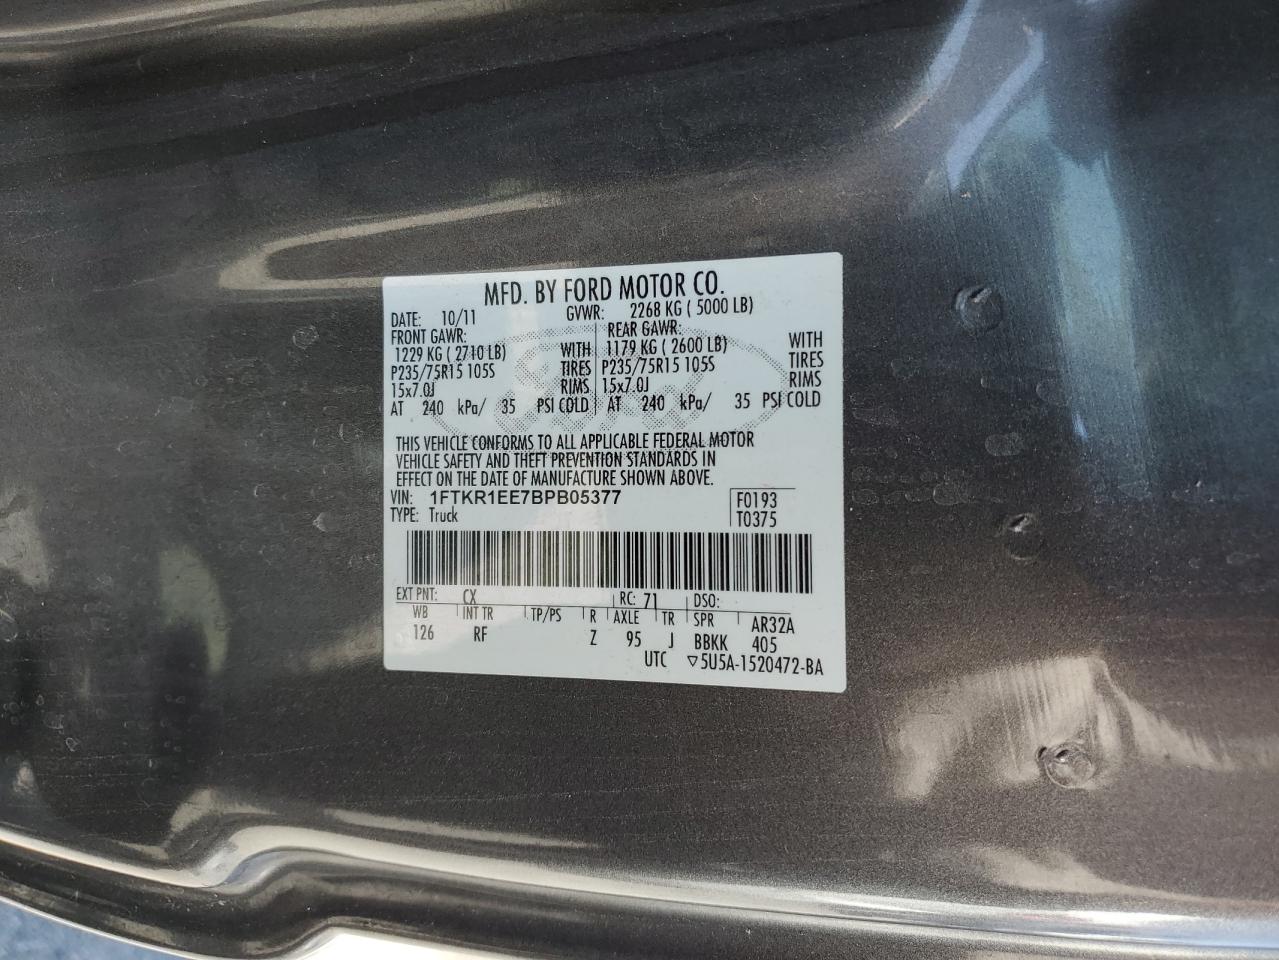 MFD. BY FORD MOTOR CO.
DATE: 10/11 GVWR: 2268 KG ( 5000 LB)
FRONT GAWR: REAR GAWR:
1229 KG ( 2710 LB) WITH 1179 KG ( 2600 LB) WITH
P235/75R15 105S TIRES P235/75R15 105S TIRES
15x7.0J RIMS 15x7.0J RIMS
AT 240 kPa/ 35 PSI COLD AT 240 kPa/ 35 PSI COLD
THIS VEHICLE CONFORMS TO ALL APPLICABLE FEDERAL MOTOR
VEHICLE SAFETY AND THEFT PREVENTION STANDARDS IN
EFFECT ON THE DATE OF MANUFACTURE SHOWN ABOVE.
VIN: 1FTKR1EE7BPB05377 F0193
TYPE: Truck T0375
EXT PNT: CX RC: 71 DSO:
WB INT TR TP/PS R AXLE TR SPR AR32A
126 RF Z 95 J BBKK 405
UTC ▽5U5A-1520472-BA